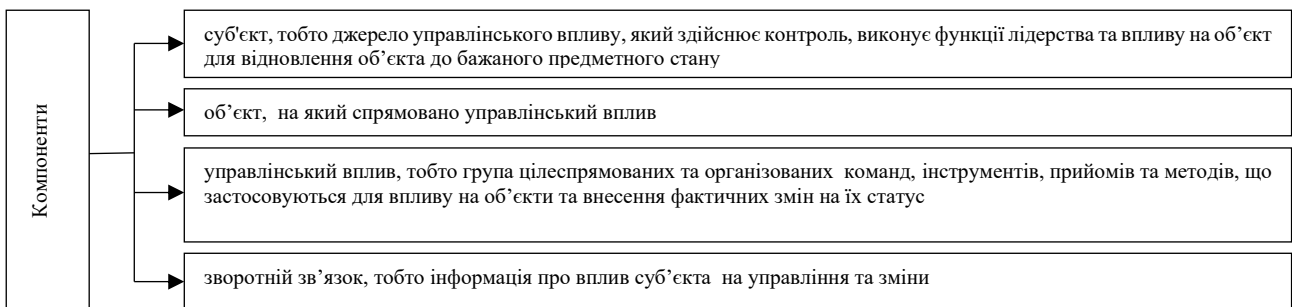 Компоненти
суб'єкт, тобто джерело управлінського впливу, який здійснює контроль, виконує функції лідерства та впливу на об’єкт
для відновлення об’єкта до бажаного предметного стану
об’єкт, на який спрямовано управлінський вплив
управлінський вплив, тобто група цілеспрямованих та організованих команд, інструментів, прийомів та методів, що
застосовуються для впливу на об’єкти та внесення фактичних змін на їх статус
зворотній зв’язок, тобто інформація про вплив суб’єкта на управління та зміни